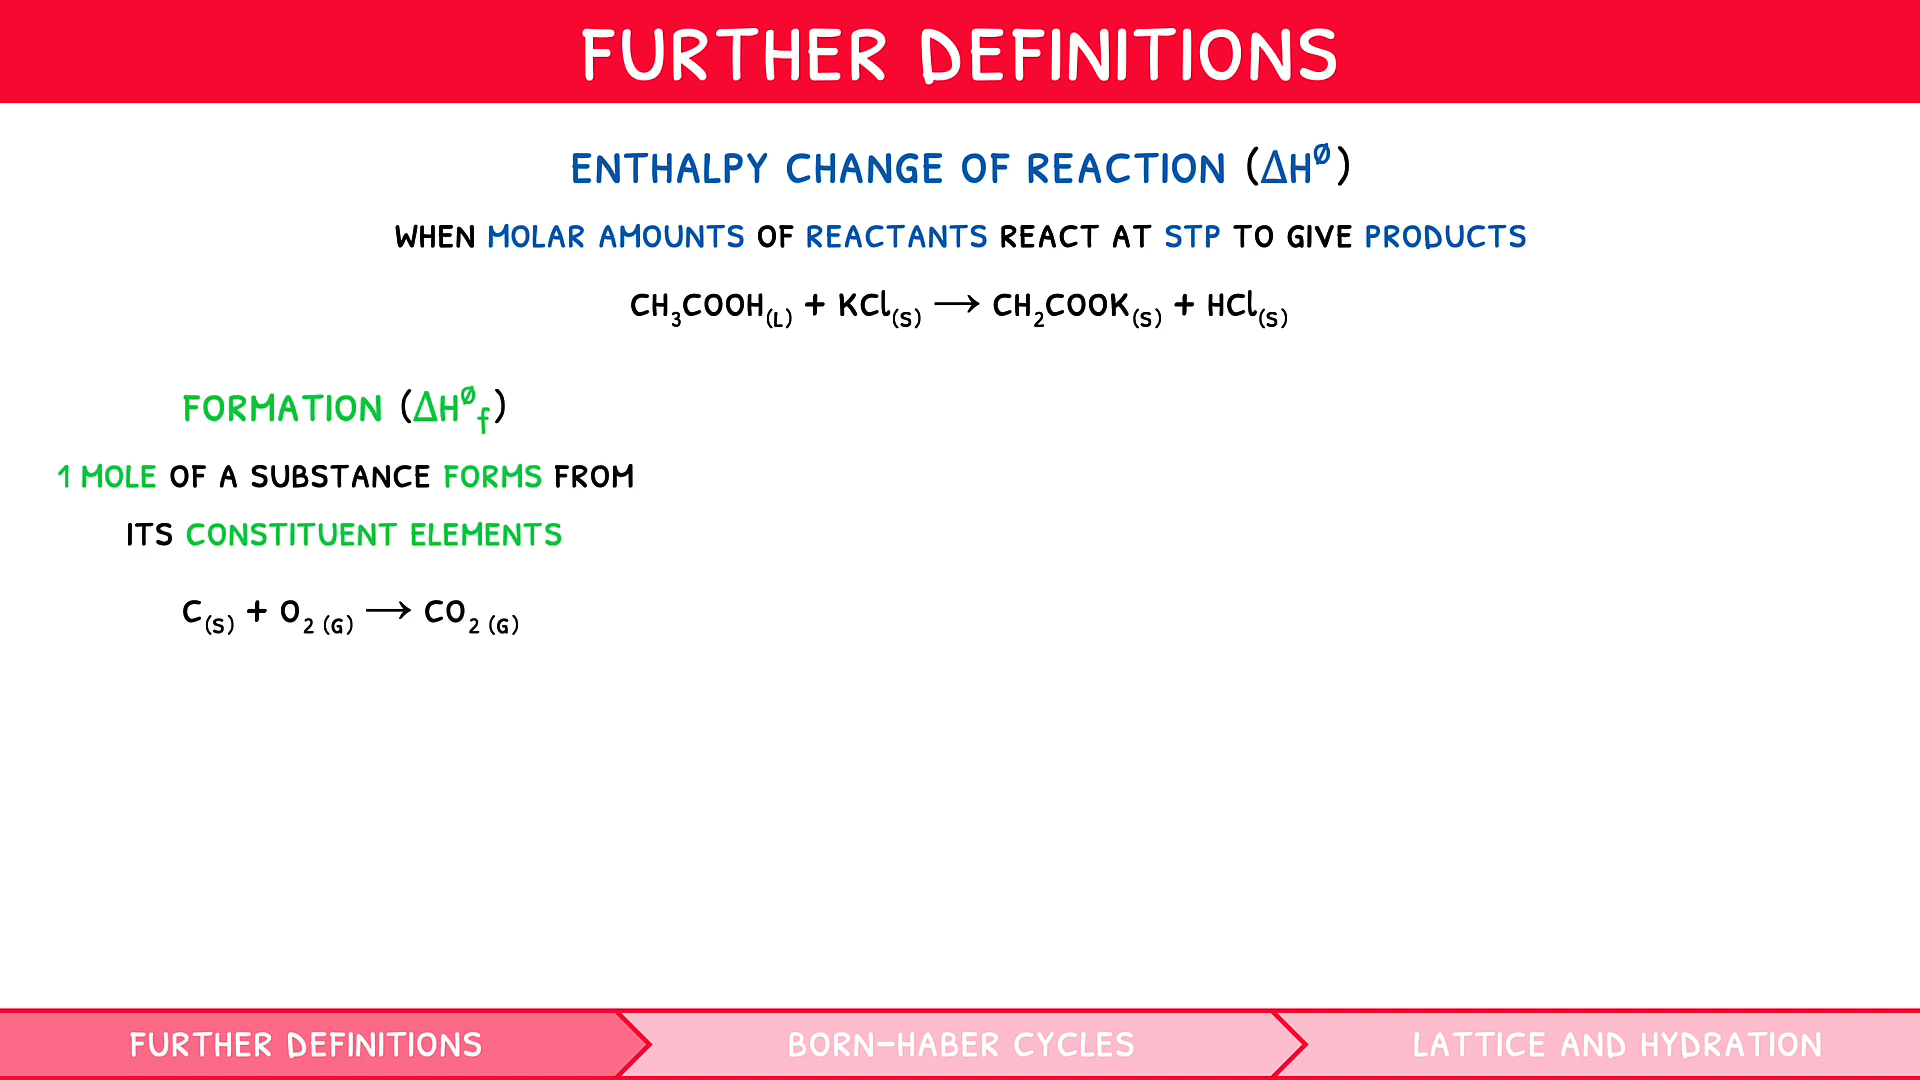 FURTHER DEFINITIONS
ENTHALPY CHANGE OF REACTION (ΔH⁰)
WHEN MOLAR AMOUNTS OF REACTANTS REACT AT STP TO GIVE PRODUCTS
CH₃COOH₍L₎ + KCl₍S₎ ⟶ CH₂COOK₍S₎ + HCl₍S₎
FORMATION (ΔH⁰f)
1 MOLE OF A SUBSTANCE FORMS FROM
ITS CONSTITUENT ELEMENTS
C₍S₎ + O₂ ₍G₎ ⟶ CO₂ ₍G₎
FURTHER DEFINITIONS
BORN-HABER CYCLES
LATTICE AND HYDRATION